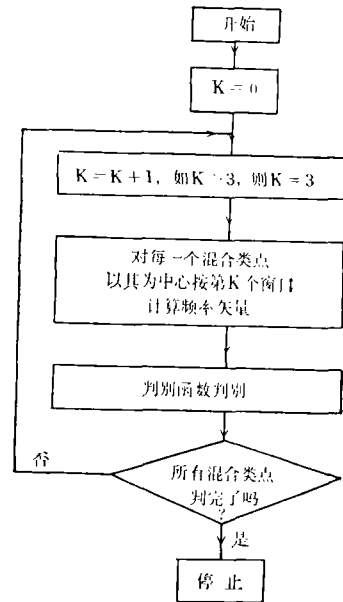 开始
K=0
K=K+1, 如K>3, 则K=3
对每一个混合类点
以其为中心按第K个窗口
计算频率矢量
判别函数判别
所有混合类点
判完了吗
?
否
是
停止